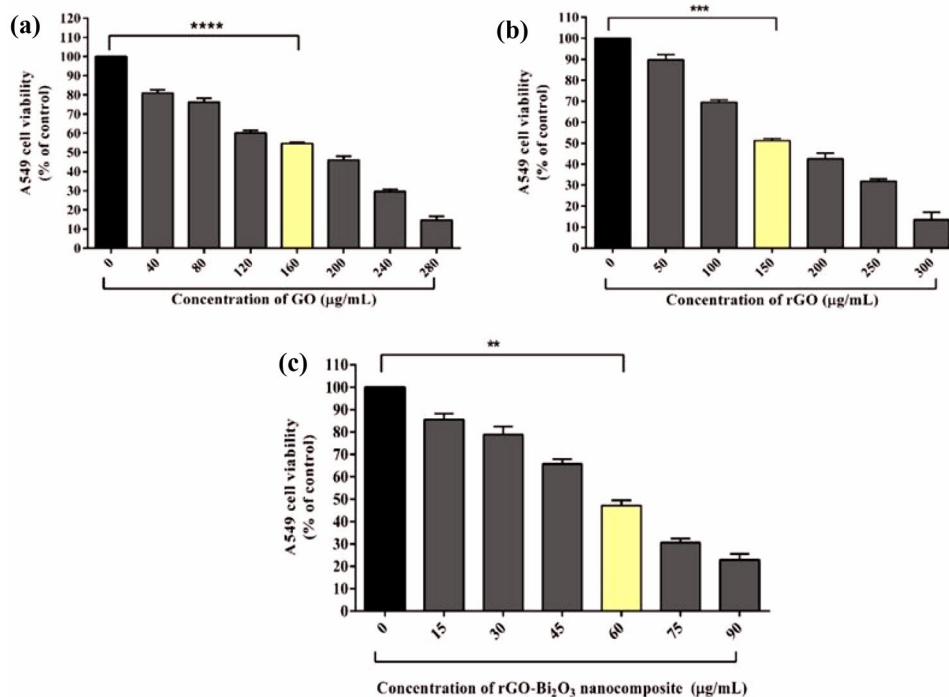 (a)
****
A549 cell viability
(% of control)
120
110
100
90
80
70
60
50
40
30
20
10
0
0 40 80 120 160 200 240 280
Concentration of GO (µg/mL)
(b)
***
A549 cell viability
(% of control)
110
100
90
80
70
60
50
40
30
20
10
0
0 50 100 150 200 250 300
Concentration of rGO (µg/mL)
(c)
**
A549 cell viability
(% of control)
110
100
90
80
70
60
50
40
30
20
10
0
0 15 30 45 60 75 90
Concentration of rGO-Bi₂O₃ nanocomposite (µg/mL)